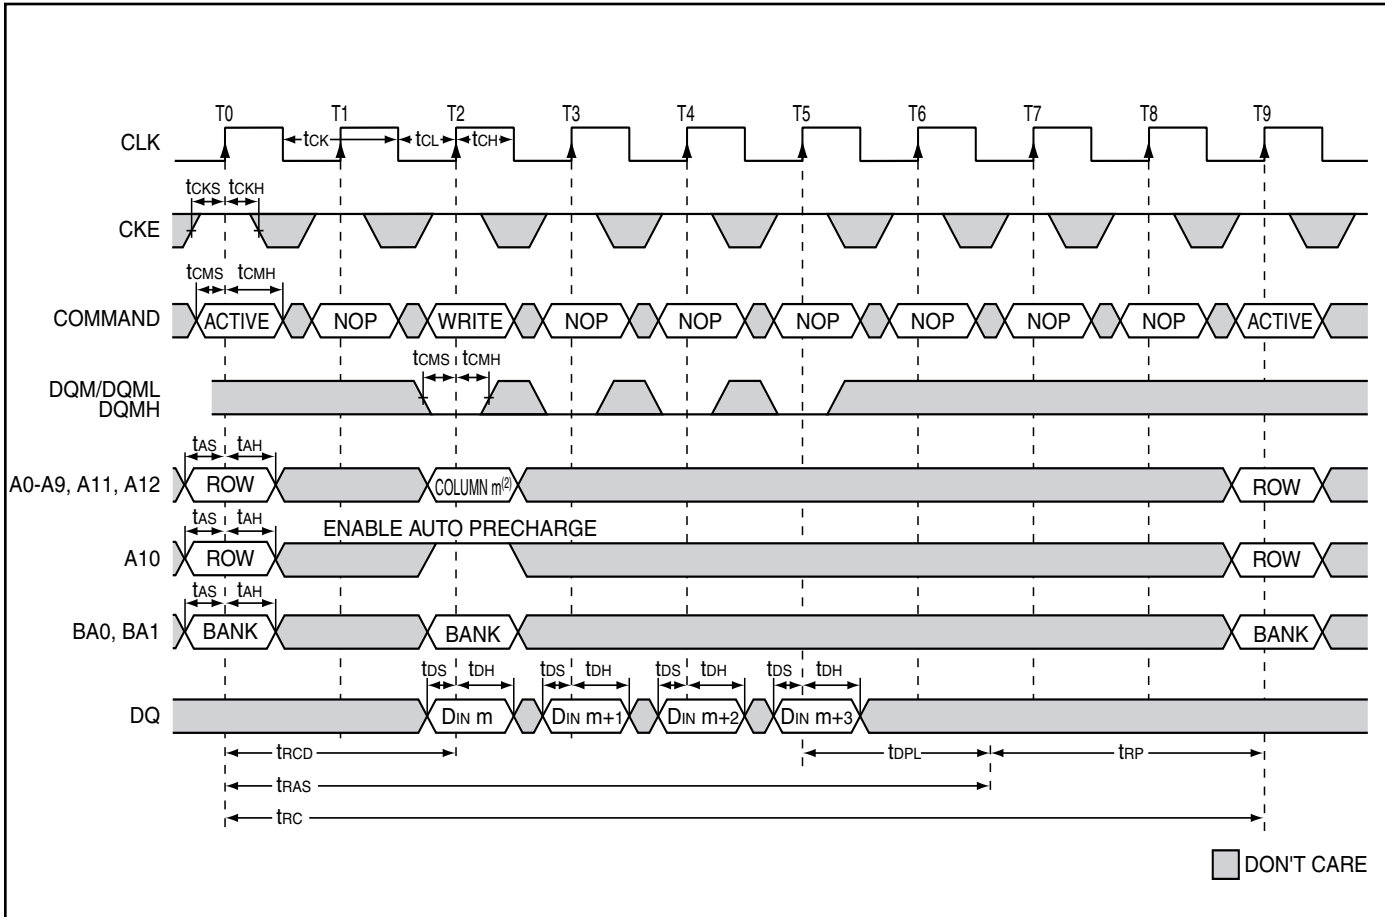 T0 T1 T2 T3 T4 T5 T6 T7 T8 T9
CLK tCK tCL tCH
tCKS tCKH
CKE
tCMS tCMH
COMMAND ACTIVE NOP WRITE NOP NOP NOP NOP NOP NOP ACTIVE
tCMS tCMH
DQM/DQML
DQMH
tAS tAH
A0-A9, A11, A12 ROW COLUMN m(2) ROW
tAS tAH ENABLE AUTO PRECHARGE
A10 ROW ROW
tAS tAH
BA0, BA1 BANK BANK BANK
tDS tDH tDS tDH tDS tDH tDS tDH
DQ DIN m DIN m+1 DIN m+2 DIN m+3
tRCD tDPL tRP
tRAS
tRC
DON'T CARE